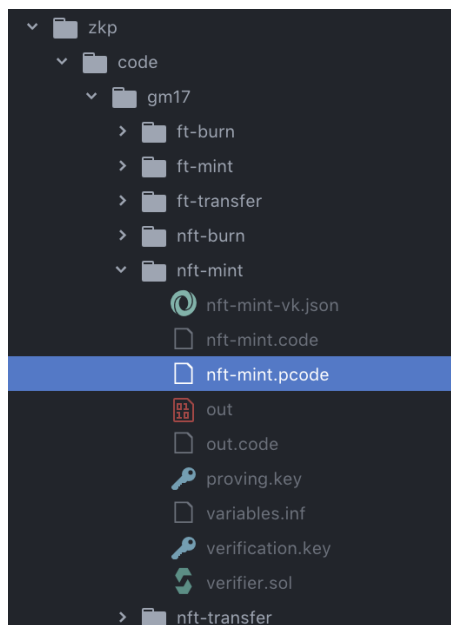 zkp
code
gm17
ft-burn
ft-mint
ft-transfer
nft-burn
nft-mint
nft-mint-vk.json
nft-mint.code
nft-mint.pcode
out
out.code
proving.key
variables.inf
verification.key
verifier.sol
nft-transfer